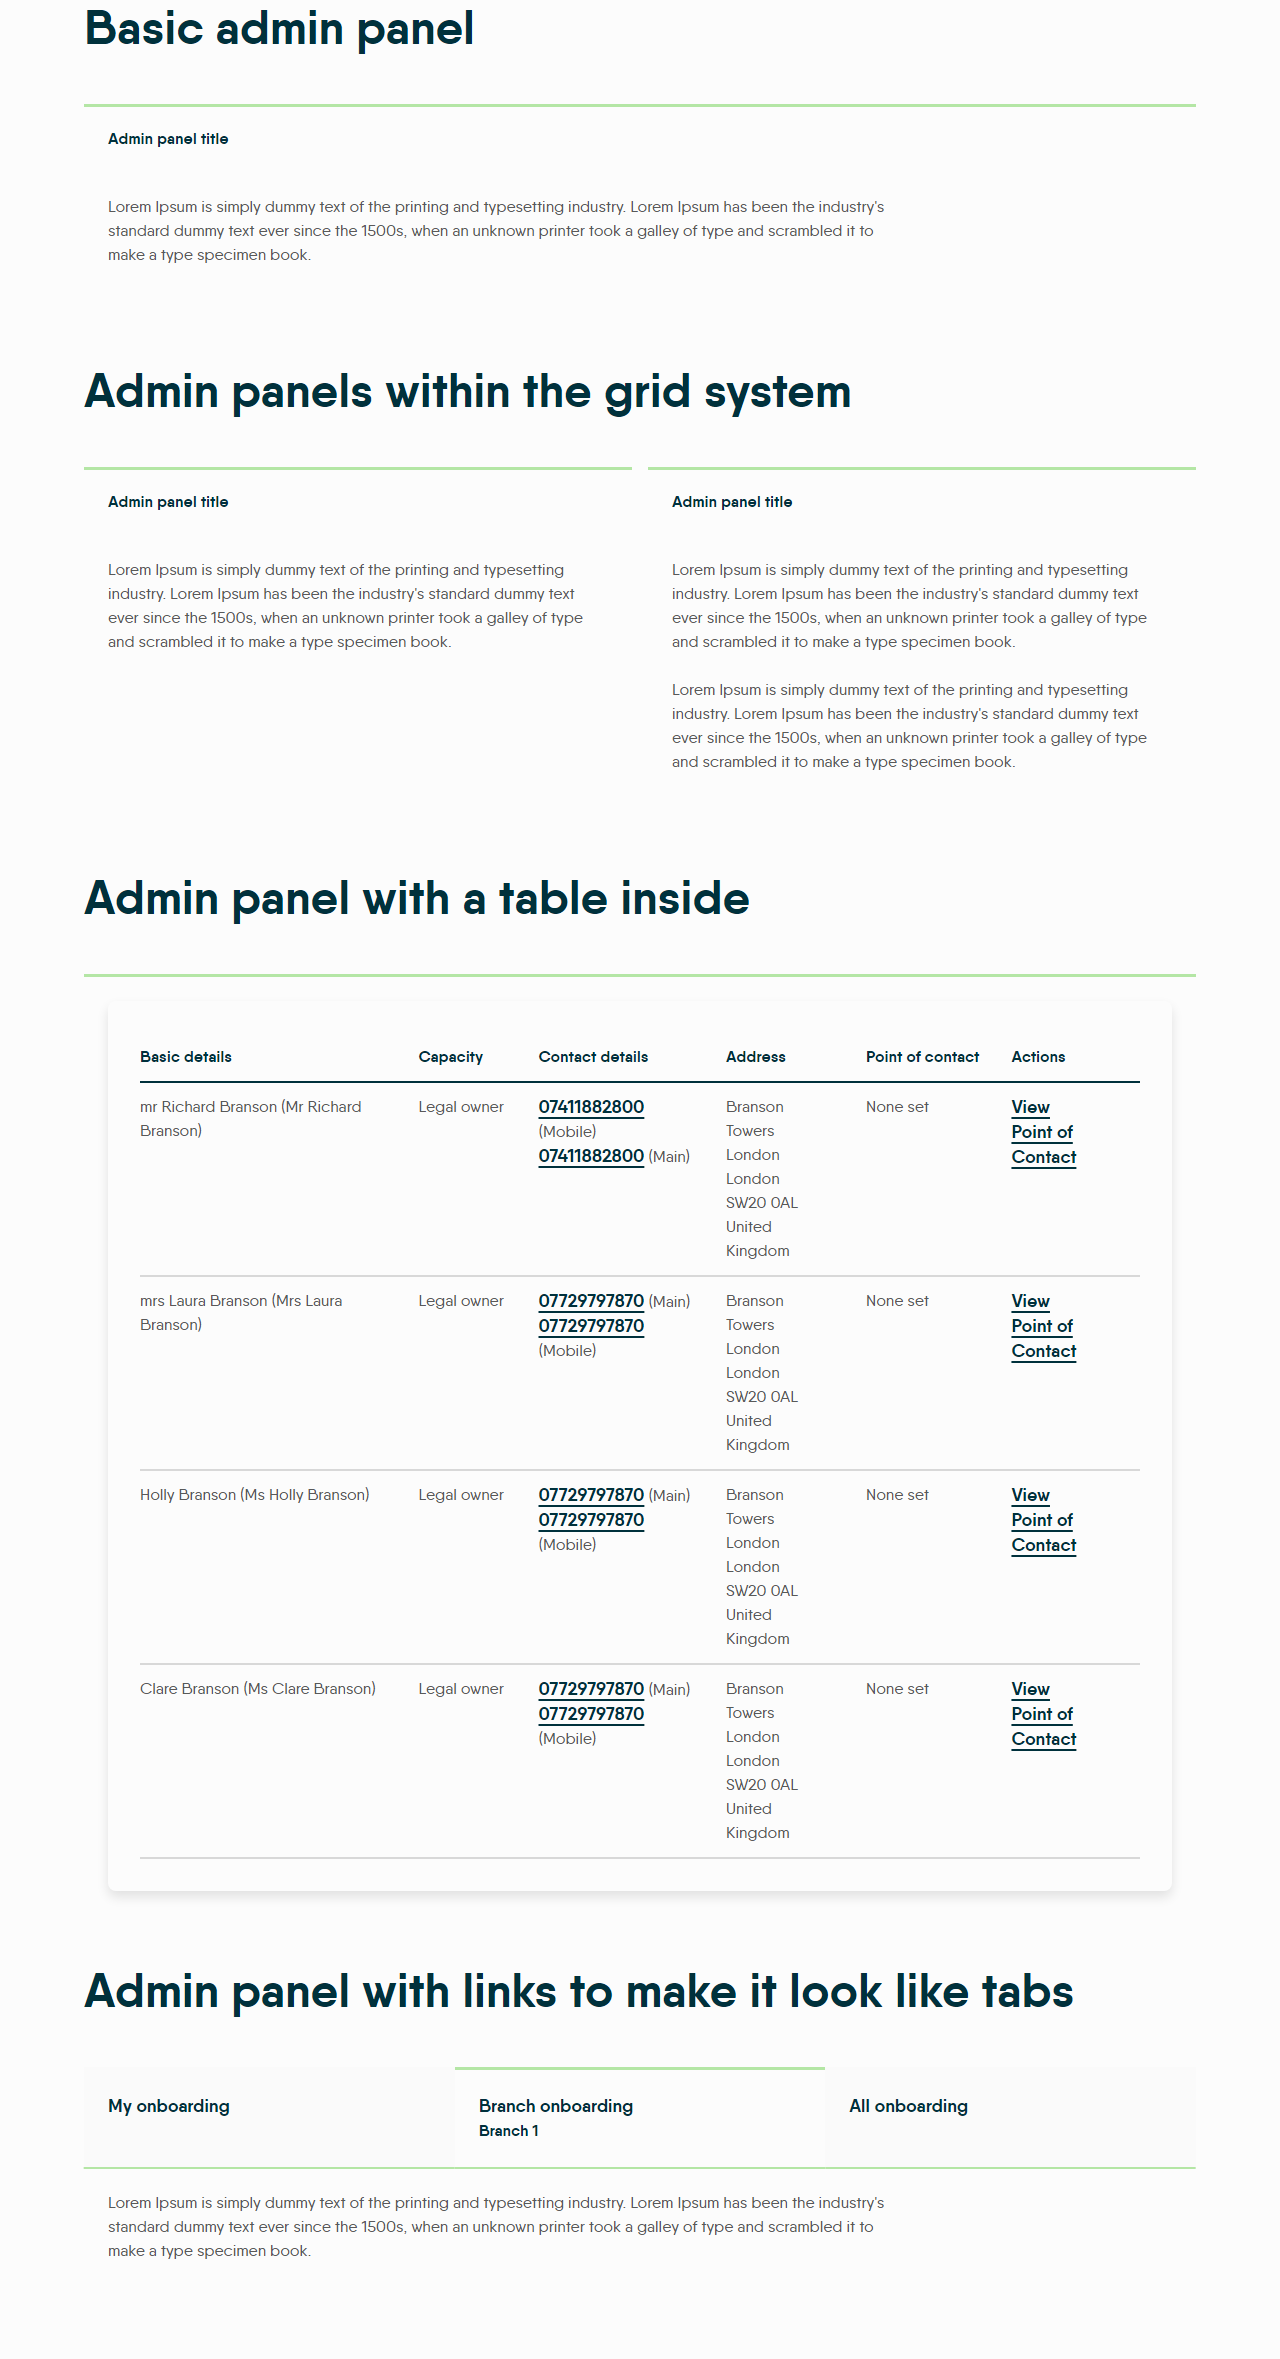 Basic admin panel
Admin panel title
Lorem Ipsum is simply dummy text of the printing and typesetting industry. Lorem Ipsum has been the industry's
standard dummy text ever since the 1500s, when an unknown printer took a galley of type and scrambled it to
make a type specimen book.
Admin panels within the grid system
Admin panel title
Lorem Ipsum is simply dummy text of the printing and typesetting
industry. Lorem Ipsum has been the industry's standard dummy text
ever since the 1500s, when an unknown printer took a galley of type
and scrambled it to make a type specimen book.
Admin panel title
Lorem Ipsum is simply dummy text of the printing and typesetting
industry. Lorem Ipsum has been the industry's standard dummy text
ever since the 1500s, when an unknown printer took a galley of type
and scrambled it to make a type specimen book.
Lorem Ipsum is simply dummy text of the printing and typesetting
industry. Lorem Ipsum has been the industry's standard dummy text
ever since the 1500s, when an unknown printer took a galley of type
and scrambled it to make a type specimen book.
Admin panel with a table inside
Basic details Capacity Contact details Address Point of contact Actions
mr Richard Branson (Mr Richard
Branson)
Legal owner
07411882800
(Mobile)
07411882800 (Main)
Branson
Towers
London
London
SW20 0AL
United
Kingdom
None set
View
Point of
Contact
mrs Laura Branson (Mrs Laura
Branson)
Legal owner
07729797870 (Main)
07729797870
(Mobile)
Branson
Towers
London
London
SW20 0AL
United
Kingdom
None set
View
Point of
Contact
Holly Branson (Ms Holly Branson)
Legal owner
07729797870 (Main)
07729797870
(Mobile)
Branson
Towers
London
London
SW20 0AL
United
Kingdom
None set
View
Point of
Contact
Clare Branson (Ms Clare Branson)
Legal owner
07729797870 (Main)
07729797870
(Mobile)
Branson
Towers
London
London
SW20 0AL
United
Kingdom
None set
View
Point of
Contact
Admin panel with links to make it look like tabs
My onboarding
Branch onboarding
Branch 1
All onboarding
Lorem Ipsum is simply dummy text of the printing and typesetting industry. Lorem Ipsum has been the industry's
standard dummy text ever since the 1500s, when an unknown printer took a galley of type and scrambled it to
make a type specimen book.